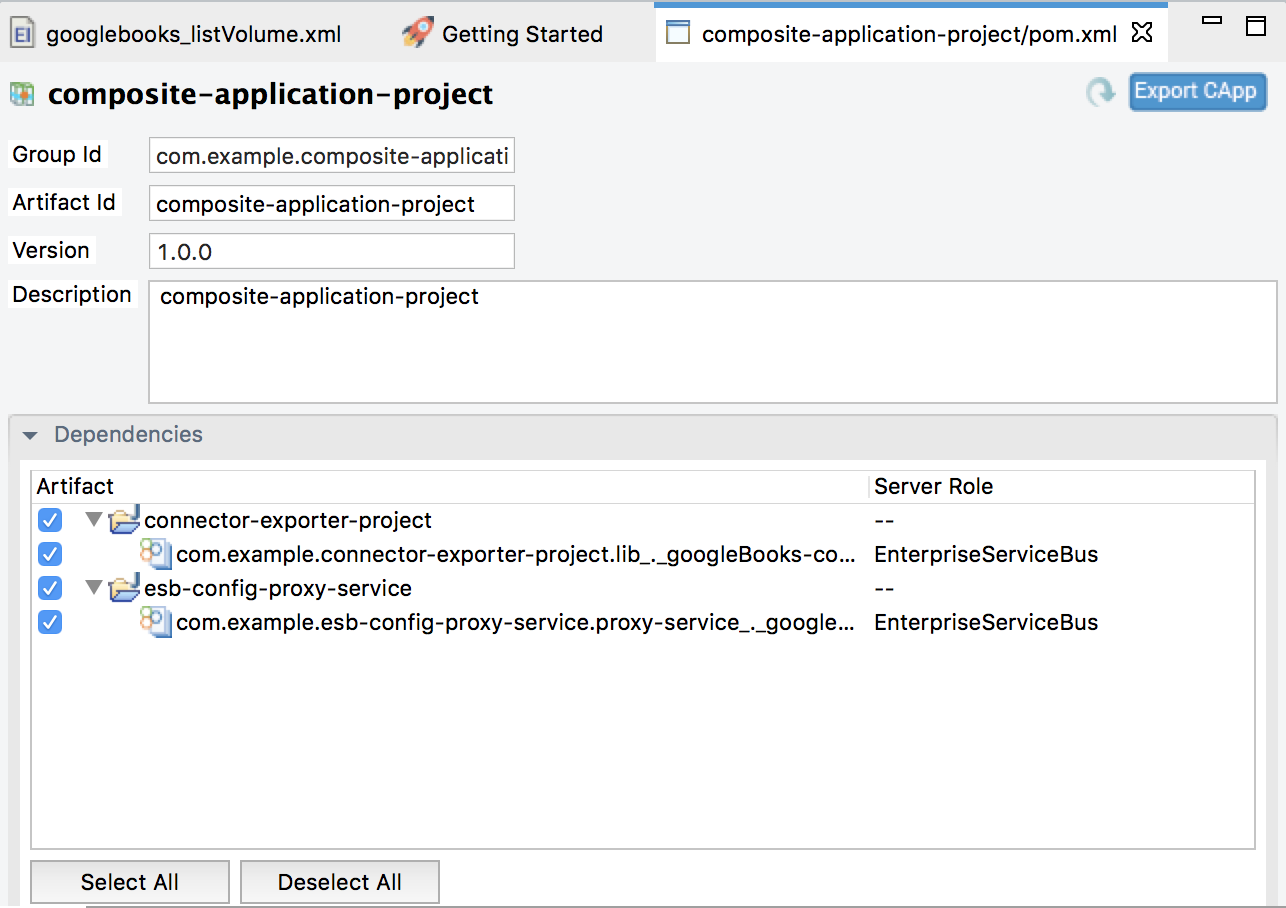 EI googlebooks_listVolume.xml Getting Started composite-application-project/pom.xml
composite-application-project Export CApp
Group Id com.example.composite-applicati
Artifact Id composite-application-project
Version 1.0.0
Description composite-application-project
Dependencies
Artifact Server Role
connector-exporter-project --
com.example.connector-exporter-project.lib_._googleBooks-co... EnterpriseServiceBus
esb-config-proxy-service --
com.example.esb-config-proxy-service.proxy-service_._google... EnterpriseServiceBus
Select All Deselect All